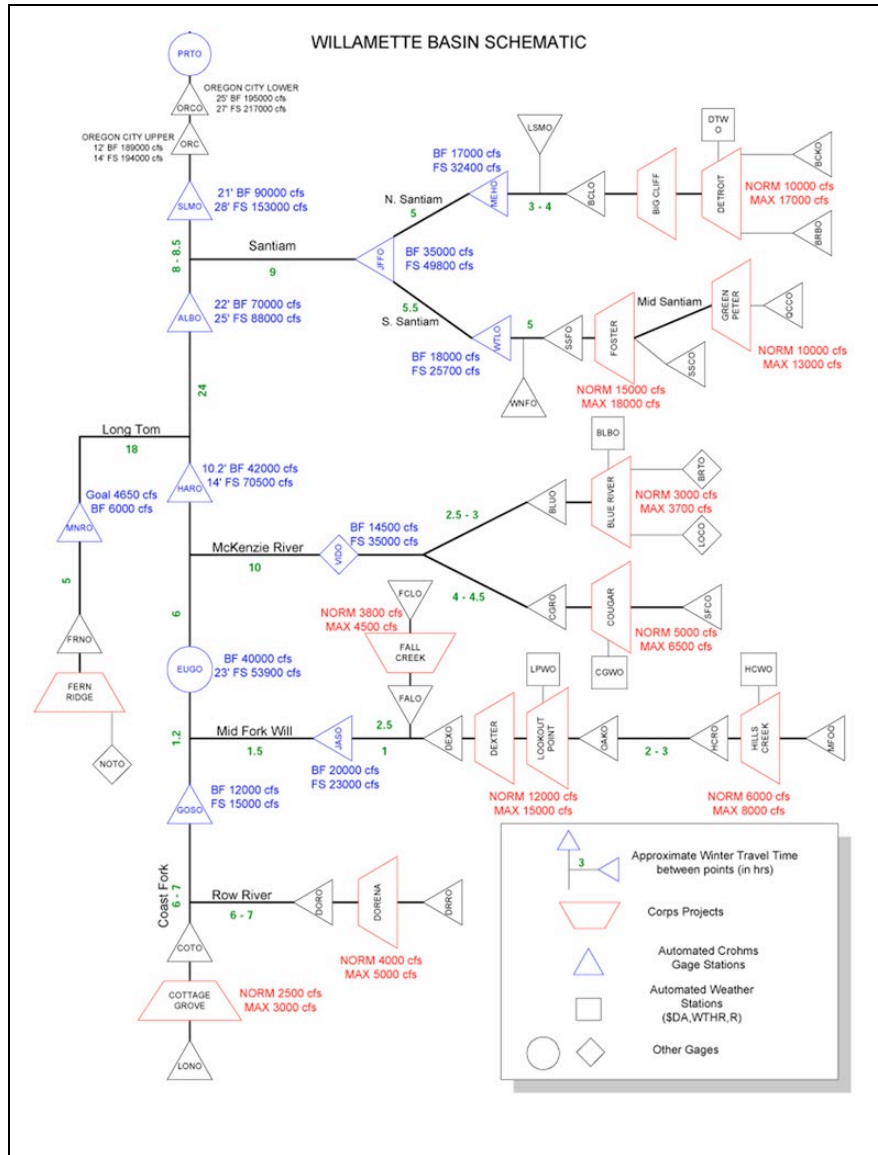 WILLAMETTE BASIN SCHEMATIC
PRTO
OREGON CITY LOWER
25' BF 195000 cfs
27' FS 217000 cfs
ORCO
OREGON CITY UPPER
12' BF 189000 cfs
14' FS 194000 cfs
ORC
21' BF 90000 cfs
28' FS 153000 cfs
SLMO
8 - 8.5
Santiam
9
JFFO
BF 35000 cfs
FS 49800 cfs
N. Santiam
5
BF 17000 cfs
FS 32400 cfs
MEHO
3 - 4
LSMO
BCLO
BIG CLIFF
DETROIT
DTW
O
BCKO
BRBO
NORM 10000 cfs
MAX 17000 cfs
5.5
S. Santiam
WTLO
BF 18000 cfs
FS 25700 cfs
5
WNFO
SSFO
FOSTER
NORM 15000 cfs
MAX 18000 cfs
Mid Santiam
SSCO
GREEN
PETER
QCCO
NORM 10000 cfs
MAX 13000 cfs
22' BF 70000 cfs
25' FS 88000 cfs
ALBO
24
Long Tom
18
Goal 4650 cfs
BF 6000 cfs
MNRO
5
FRNO
FERN
RIDGE
NOTO
10.2' BF 42000 cfs
14' FS 70500 cfs
HARO
McKenzie River
10
BF 14500 cfs
FS 35000 cfs
VIDO
2.5 - 3
BLUO
BLUE RIVER
BLBO
BRTO
LOCO
NORM 3000 cfs
MAX 3700 cfs
4 - 4.5
CGRO
COUGAR
CGWO
SFCO
NORM 5000 cfs
MAX 6500 cfs
6
EUGO
BF 40000 cfs
23' FS 53900 cfs
1.2
Mid Fork Will
1.5
JASO
BF 20000 cfs
FS 23000 cfs
2.5
1
NORM 3800 cfs
MAX 4500 cfs
FCLO
FALL
CREEK
FALO
DEXO
DEXTER
LOOKOUT
POINT
LPWO
NORM 12000 cfs
MAX 15000 cfs
OAKO
2 - 3
HCRO
HILLS
CREEK
HCWO
MFOO
NORM 6000 cfs
MAX 8000 cfs
GOSO
BF 12000 cfs
FS 15000 cfs
Coast Fork
6 - 7
Row River
6 - 7
DORO
DORENA
DRRO
NORM 4000 cfs
MAX 5000 cfs
COTO
COTTAGE
GROVE
NORM 2500 cfs
MAX 3000 cfs
LONO
3
Approximate Winter Travel Time
between points (in hrs)
Corps Projects
Automated Crohms
Gage Stations
Automated Weather
Stations
($DA,WTHR,R)
Other Gages